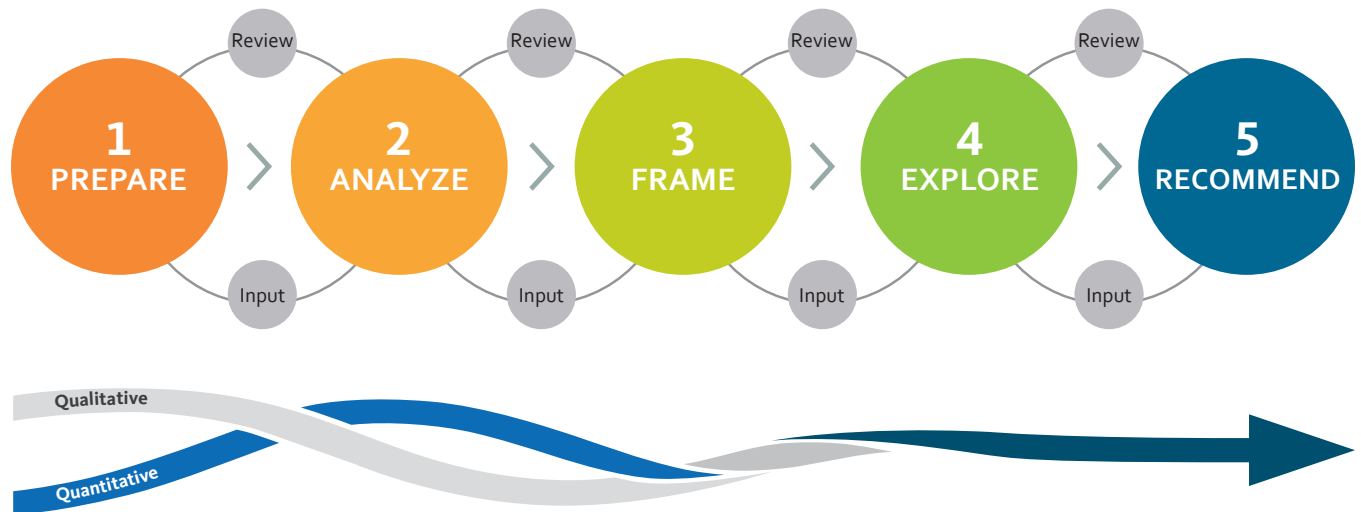 Review
Review
Review
Review
1
PREPARE
2
ANALYZE
3
FRAME
4
EXPLORE
5
RECOMMEND
Input
Input
Input
Input
Qualitative
Quantitative